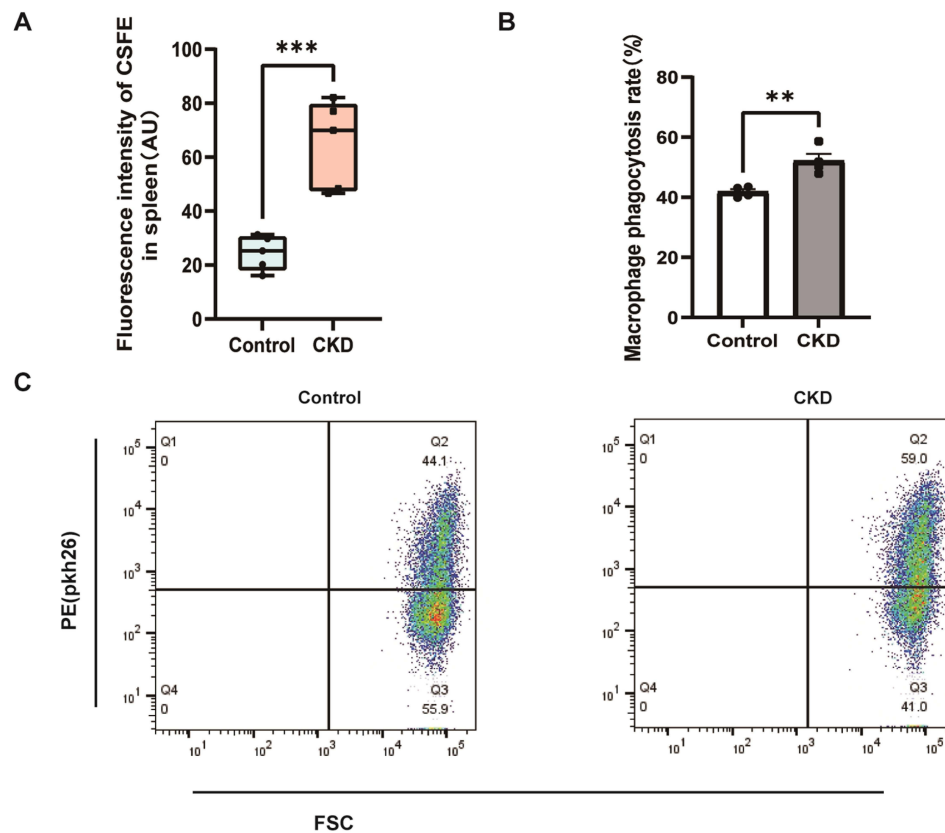 A
Fluorescence intensity of CSFE
in spleen(AU)
100
80
60
40
20
0
***
Control
CKD
B
Macrophage phagocytosis rate(%)
80
60
40
20
0
**
Control
CKD
C
Control
CKD
PE(pkh26)
Q1
0
Q2
44.1
Q4
0
Q3
55.9
10^5
10^4
10^3
10^2
10^1
10^1
10^2
10^3
10^4
10^5
Q1
0
Q2
59.0
Q4
0
Q3
41.0
10^5
10^4
10^3
10^2
10^1
10^1
10^2
10^3
10^4
10^5
FSC